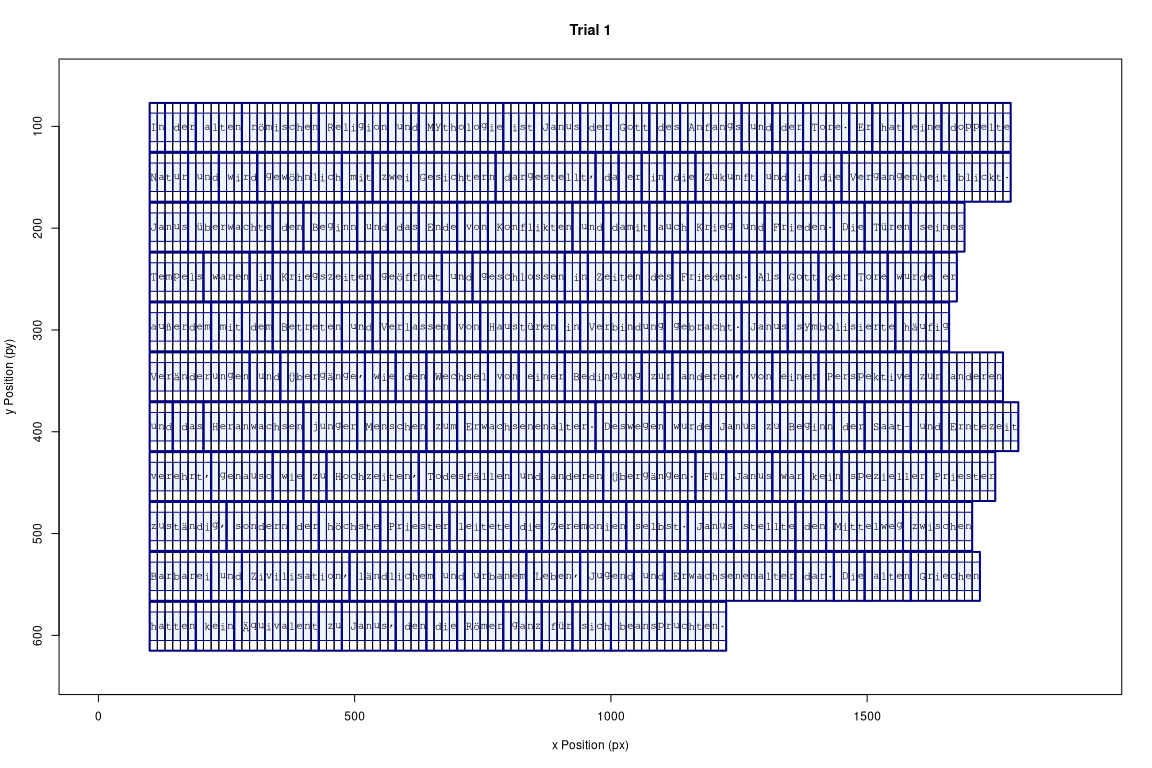 Trial 1
In der alten römischen Religion und Mythologie ist Janus der Gott des Anfangs und der Tore. Er hat eine doppelte
Natur und wird gewöhnlich mit zwei Gesichtern dargestellt, da er in die Zukunft und in die Vergangenheit blickt.
Janus überwachte den Beginn und das Ende von Konflikten und damit auch Krieg und Frieden. Die Türen seines
Tempels waren in Kriegszeiten geöffnet und geschlossen in Zeiten des Friedens. Als Gott der Tore wurde er
außerdem mit dem Betreten und Verlassen von Haustüren in Verbindung gebracht. Janus symbolisierte häufig
Veränderungen und Übergänge, wie den Wechsel von einer Bedingung zur anderen, von einer Perspektive zur anderen
und das Heranwachsen junger Menschen zum Erwachsenenalter. Deswegen wurde Janus zu Beginn der Saat- und Erntezeit
verehrt, genauso wie zu Hochzeiten, Todesfällen und anderen Übergängen. Für Janus war kein spezieller Priester
zuständig, sondern der höchste Priester leitete die Zeremonien selbst. Janus stellte den Mittelweg zwischen
Barbarei und Zivilisation, ländlichem und urbanem Leben, Jugend und Erwachsenenalter dar. Die alten Griechen
hatten kein Äquivalent zu Janus, den die Römer ganz für sich beanspruchten.
y Position (py)
100
200
300
400
500
600
0 500 1000 1500
x Position (px)